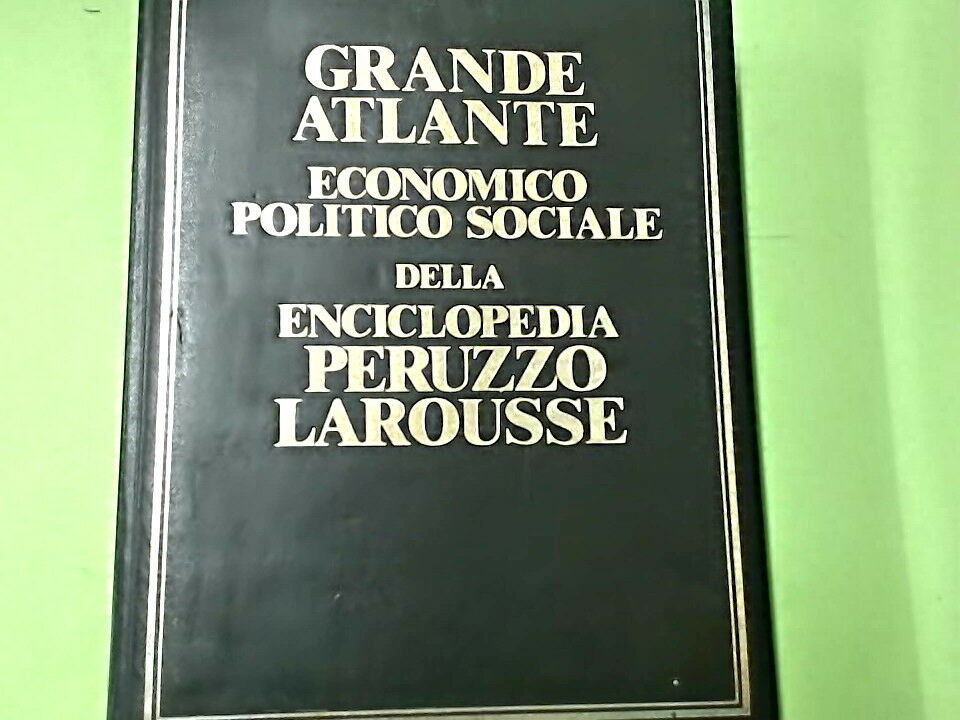 GRANDE
ATLANTE
ECONOMICO
POLITICO SOCIALE
DELLA
ENCICLOPEDIA
PERUZZO
LAROUSSE